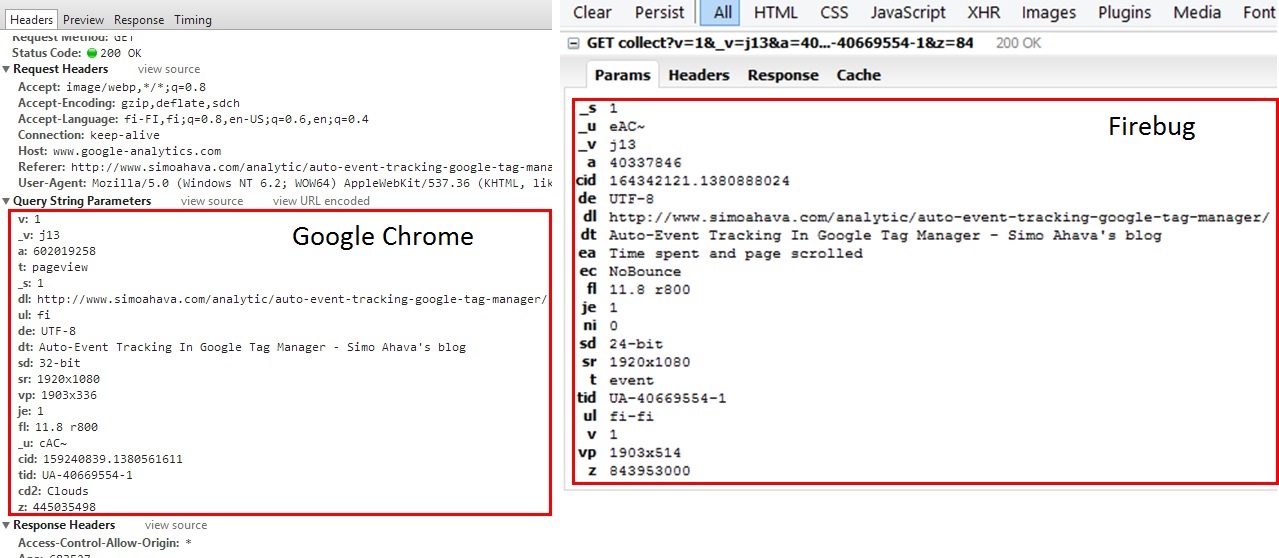 Headers Preview Response Timing
Request Method: GET
Status Code: 200 OK
Request Headers view source
Accept: image/webp,*/*;q=0.8
Accept-Encoding: gzip,deflate,sdch
Accept-Language: fi-FI,fi;q=0.8,en-US;q=0.6,en;q=0.4
Connection: keep-alive
Host: www.google-analytics.com
Referer: http://www.simoahava.com/analytic/auto-event-tracking-google-tag-mana
User-Agent: Mozilla/5.0 (Windows NT 6.2; WOW64) AppleWebKit/537.36 (KHTML, lik
Query String Parameters view source view URL encoded
Google Chrome
v: 1
_v: j13
a: 602019258
t: pageview
_s: 1
dl: http://www.simoahava.com/analytic/auto-event-tracking-google-tag-manager/
ul: fi
de: UTF-8
dt: Auto-Event Tracking In Google Tag Manager - Simo Ahava's blog
sd: 32-bit
sr: 1920x1080
vp: 1903x336
je: 1
fl: 11.8 r800
_u: cAC~
cid: 159240839.1380561611
tid: UA-40669554-1
cd2: Clouds
z: 445035498
Response Headers view source
Access-Control-Allow-Origin: *
Clear Persist All HTML CSS JavaScript XHR Images Plugins Media Font
GET collect?v=1&_v=j13&a=40...-40669554-1&z=84 200 OK
Params Headers Response Cache
Firebug
_s 1
_u eAC~
_v j13
a 40337846
cid 164342121.1380888024
de UTF-8
dl http://www.simoahava.com/analytic/auto-event-tracking-google-tag-manager/
dt Auto-Event Tracking In Google Tag Manager - Simo Ahava's blog
ea Time spent and page scrolled
ec NoBounce
fl 11.8 r800
je 1
ni 0
sd 24-bit
sr 1920x1080
t event
tid UA-40669554-1
ul fi-fi
v 1
vp 1903x514
z 843953000